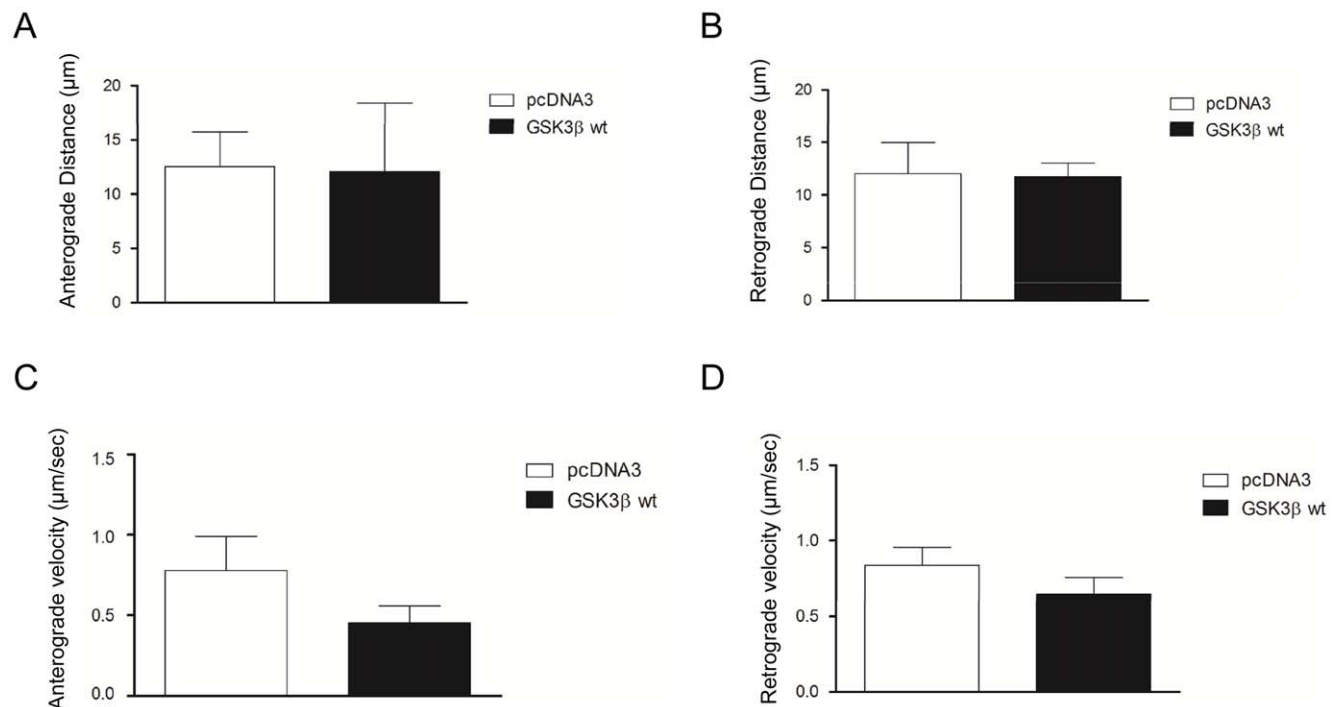 A
Anterograde Distance (µm)
20
15
10
5
0
pcDNA3
GSK3β wt
B
Retrograde Distance (µm)
20
15
10
5
0
pcDNA3
GSK3β wt
C
Anterograde velocity (µm/sec)
1.5
1.0
0.5
0.0
pcDNA3
GSK3β wt
D
Retrograde velocity (µm/sec)
1.5
1.0
0.5
0.0
pcDNA3
GSK3β wt